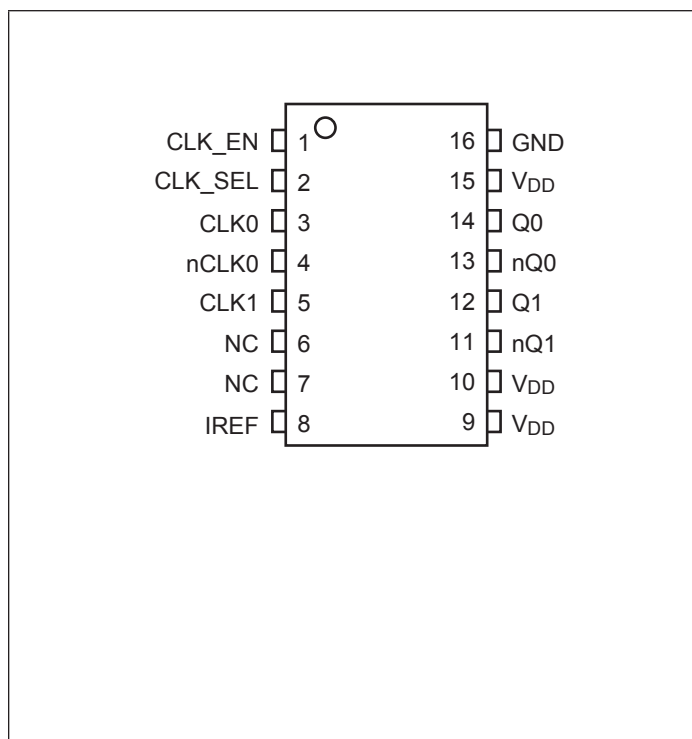 CLK_EN 1 16 GND
CLK_SEL 2 15 VDD
CLK0 3 14 Q0
nCLK0 4 13 nQ0
CLK1 5 12 Q1
NC 6 11 nQ1
NC 7 10 VDD
IREF 8 9 VDD